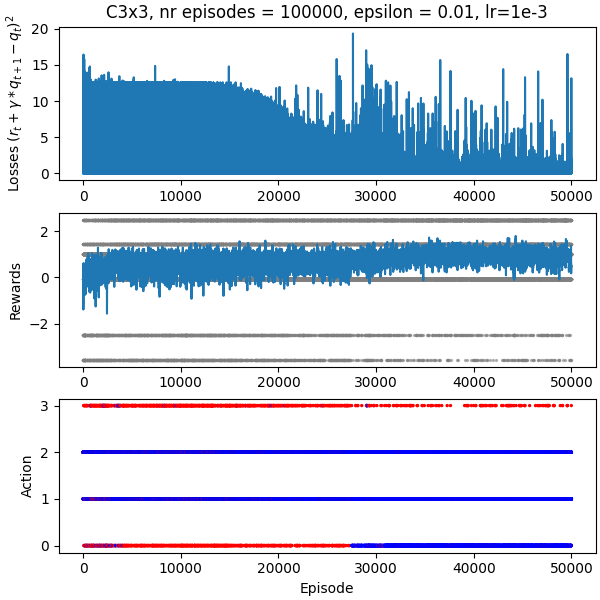 C3x3, nr episodes = 100000, epsilon = 0.01, lr=1e-3
Losses (r_t + γ * q_{t+1} − q_t)^2
20
15
10
5
0
0 10000 20000 30000 40000 50000
Rewards
2
0
−2
0 10000 20000 30000 40000 50000
Action
3
2
1
0
0 10000 20000 30000 40000 50000
Episode